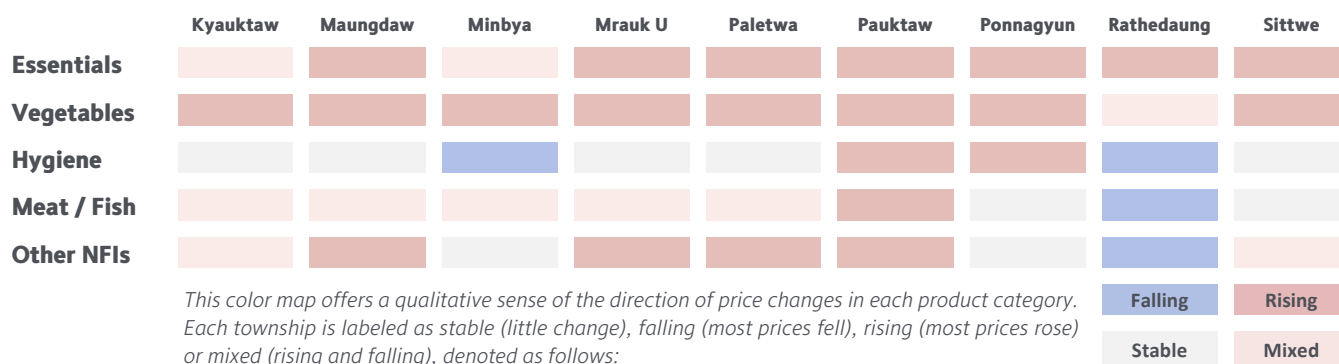 Kyauktaw Maungdaw Minbya Mrauk U Paletwa Pauktaw Ponnagyun Rathedaung Sittwe
Essentials
Vegetables
Hygiene
Meat / Fish
Other NFIs
This color map offers a qualitative sense of the direction of price changes in each product category.
Each township is labeled as stable (little change), falling (most prices fell), rising (most prices rose)
or mixed (rising and falling), denoted as follows:
Falling Rising
Stable Mixed